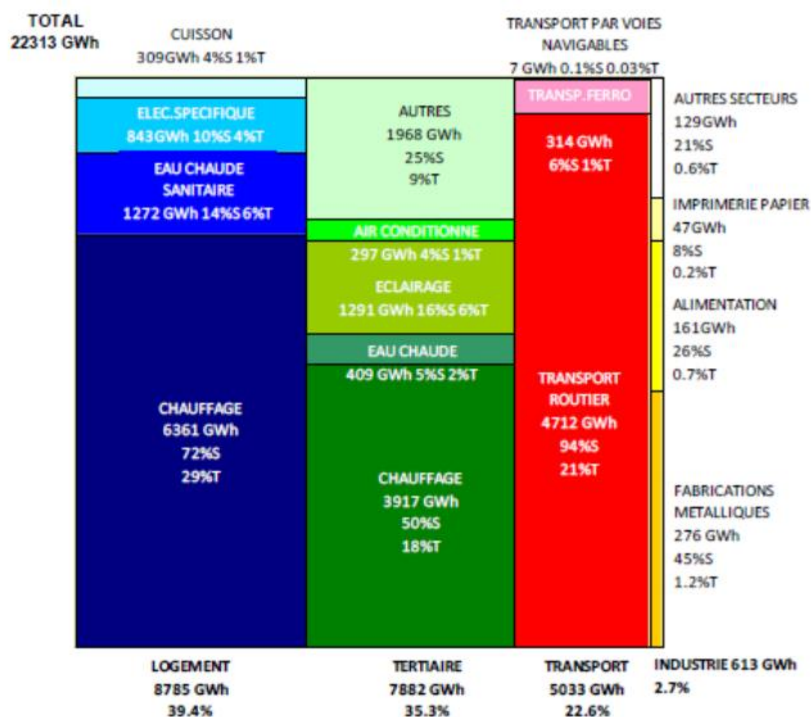 TOTAL
22313 GWh
CUISSON
309GWh 4%S 1%T
TRANSPORT PAR VOIES
NAVIGABLES
7 GWh 0.1%S 0.03%T
ELEC.SPECIFIQUE
843GWh 10%S 4%T
EAU CHAUDE
SANITAIRE
1272 GWh 14%S 6%T
CHAUFFAGE
6361 GWh
72%S
29%T
AUTRES
1968 GWh
25%S
9%T
AIR CONDITIONNE
297 GWh 4%S 1%T
ECLAIRAGE
1291 GWh 16%S 6%T
EAU CHAUDE
409 GWh 5%S 2%T
CHAUFFAGE
3917 GWh
50%S
18%T
TRANSP.FERRO
314 GWh
6%S 1%T
TRANSPORT
ROUTIER
4712 GWh
94%S
21%T
AUTRES SECTEURS
129GWh
21%S
0.6%T
IMPRIMERIE PAPIER
47GWh
8%S
0.2%T
ALIMENTATION
161GWh
26%S
0.7%T
FABRICATIONS
METALLIQUES
276 GWh
45%S
1.2%T
LOGEMENT
8785 GWh
39.4%
TERTIAIRE
7882 GWh
35.3%
TRANSPORT
5033 GWh
22.6%
INDUSTRIE 613 GWh
2.7%